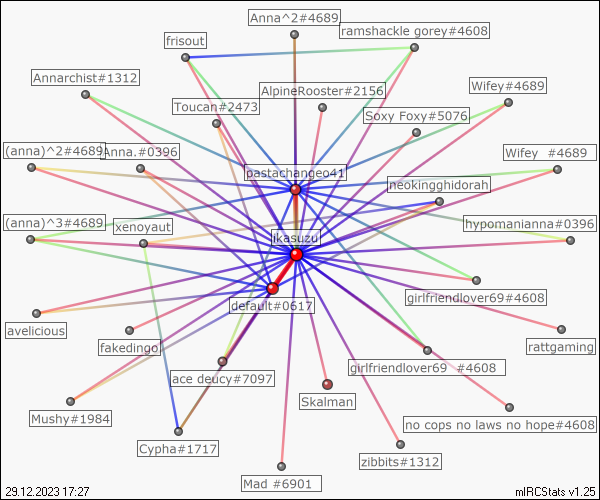 Anna^2#4689
ramshackle gorey#4608
frisout
Annarchist#1312
AlpineRooster#2156
Wifey#4689
Toucan#2473
Soxy Foxy#5076
(anna)^2#4689
Anna.#0396
Wifey #4689
pastachangeo41
neokingghidorah
(anna)^3#4689
xenoyaut
hypomanianna#0396
ikasuzu
girlfriendlover69#4608
default#0617
avelicious
fakedingo
rattgaming
girlfriendlover69 #4608
ace deucy#7097
Skalman
Mushy#1984
no cops no laws no hope#4608
Cypha#1717
zibbits#1312
Mad #6901
29.12.2023 17:27
mIRCStats v1.25